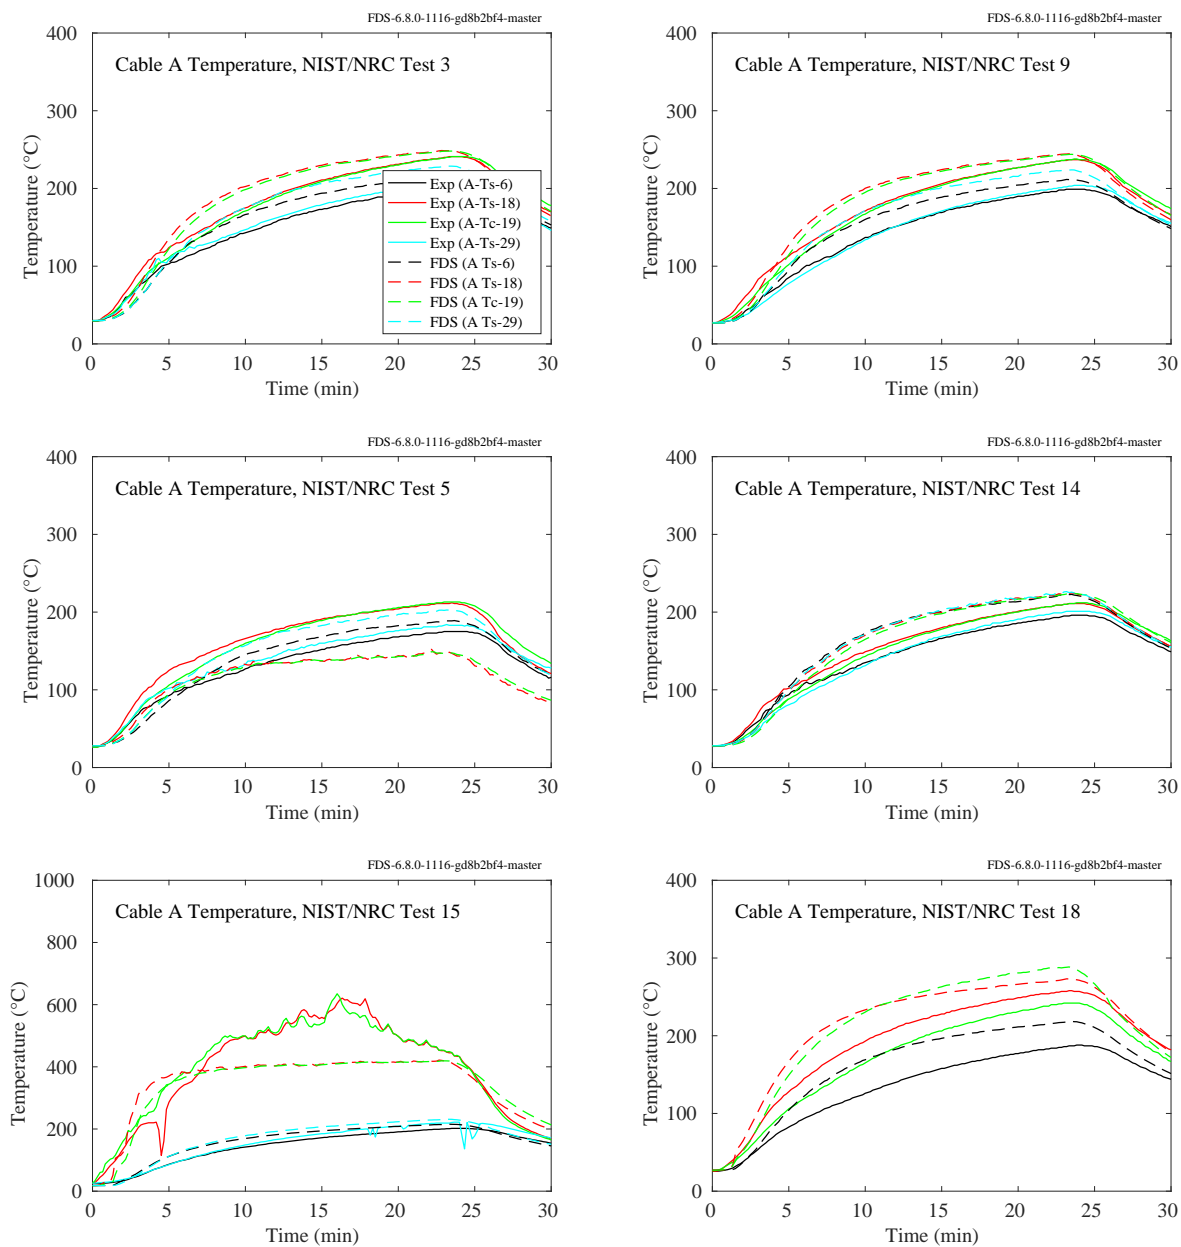 FDS-6.8.0-1116-gd8b2bf4-master
Cable A Temperature, NIST/NRC Test 3
Temperature (°C)
400
300
200
100
0
Exp (A-Ts-6)
Exp (A-Ts-18)
Exp (A-Tc-19)
Exp (A-Ts-29)
FDS (A Ts-6)
FDS (A Ts-18)
FDS (A Tc-19)
FDS (A Ts-29)
0 5 10 15 20 25 30
Time (min)
FDS-6.8.0-1116-gd8b2bf4-master
Cable A Temperature, NIST/NRC Test 9
Temperature (°C)
400
300
200
100
0
0 5 10 15 20 25 30
Time (min)
FDS-6.8.0-1116-gd8b2bf4-master
Cable A Temperature, NIST/NRC Test 5
Temperature (°C)
400
300
200
100
0
0 5 10 15 20 25 30
Time (min)
FDS-6.8.0-1116-gd8b2bf4-master
Cable A Temperature, NIST/NRC Test 14
Temperature (°C)
400
300
200
100
0
0 5 10 15 20 25 30
Time (min)
FDS-6.8.0-1116-gd8b2bf4-master
Cable A Temperature, NIST/NRC Test 15
Temperature (°C)
1000
800
600
400
200
0
0 5 10 15 20 25 30
Time (min)
FDS-6.8.0-1116-gd8b2bf4-master
Cable A Temperature, NIST/NRC Test 18
Temperature (°C)
400
300
200
100
0
0 5 10 15 20 25 30
Time (min)